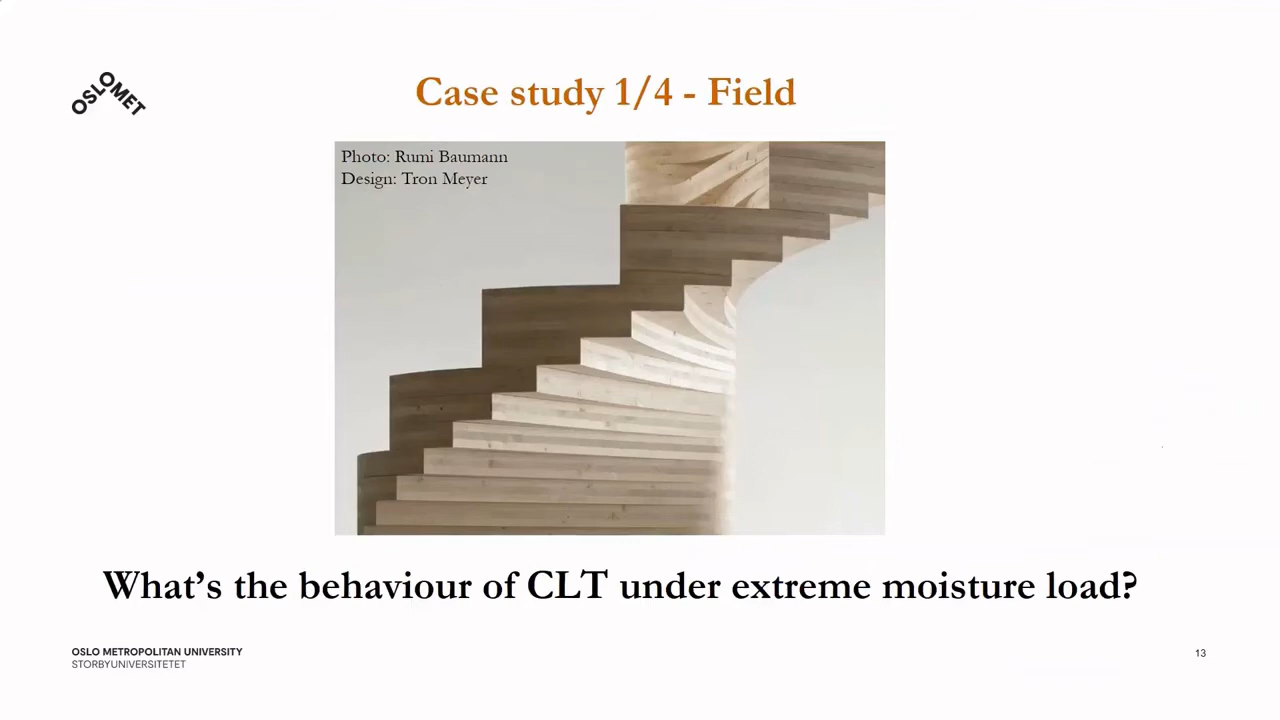 OSLOMET
Case study 1/4 - Field
Photo: Rumi Baumann
Design: Tron Meyer
What's the behaviour of CLT under extreme moisture load?
OSLO METROPOLITAN UNIVERSITY
STORBYUNIVERSITETET
13